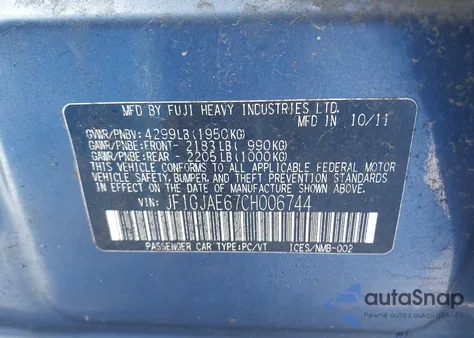 MFD BY FUJI HEAVY INDUSTRIES LTD.
MFD IN 10/11
GVWR/PNBV: 4299LB (1950KG)
GAWR/PNBE:FRONT- 2183LB( 990KG)
GAWR/PNBE:REAR - 2205LB(1000KG)
THIS VEHICLE CONFORMS TO ALL APPLICABLE
FEDERAL MOTOR VEHICLE SAFETY, BUMPER,
AND THEFT PREVENTION STANDARDS IN EFFECT
ON THE DATE OF MANUFACTURE SHOWN ABOVE.
VIN: JF1GJAE67CH006744
PASSENGER CAR TYPE:PC/VT ICES/NMB-002
autoSnap